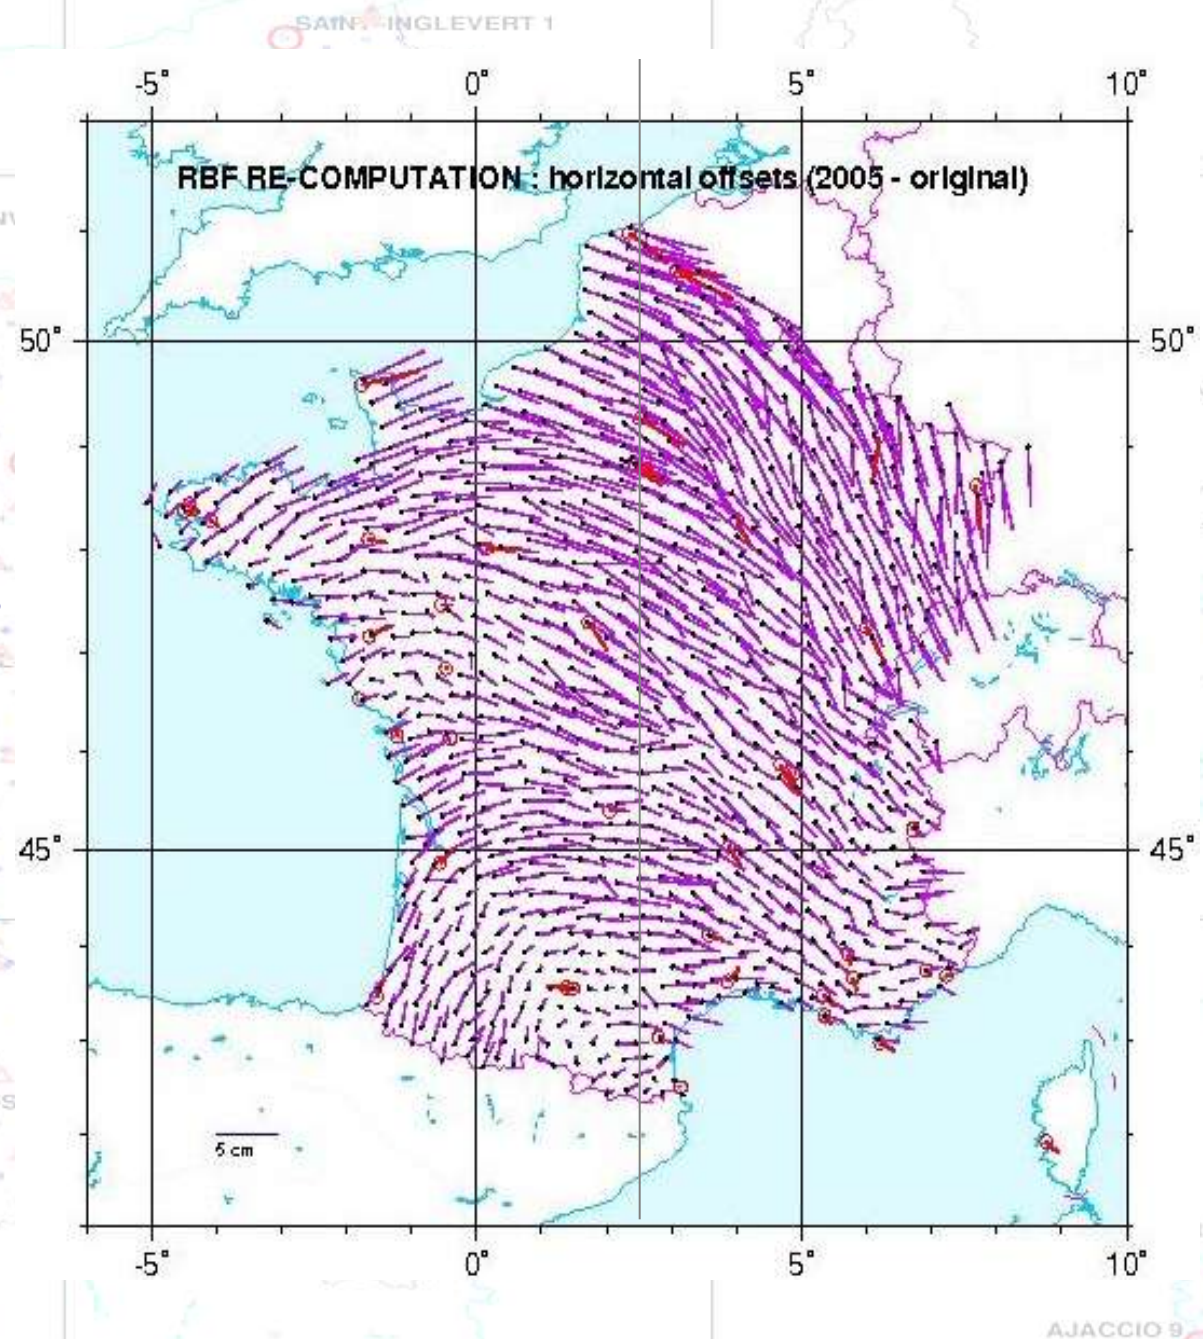 SAINT-INGLEVERT 1
-5° 0° 5° 10°
RBF RE-COMPUTATION : horizontal offsets (2005 - original)
50° 50°
45° 45°
5 cm
-5° 0° 5° 10°
AJACCIO 9